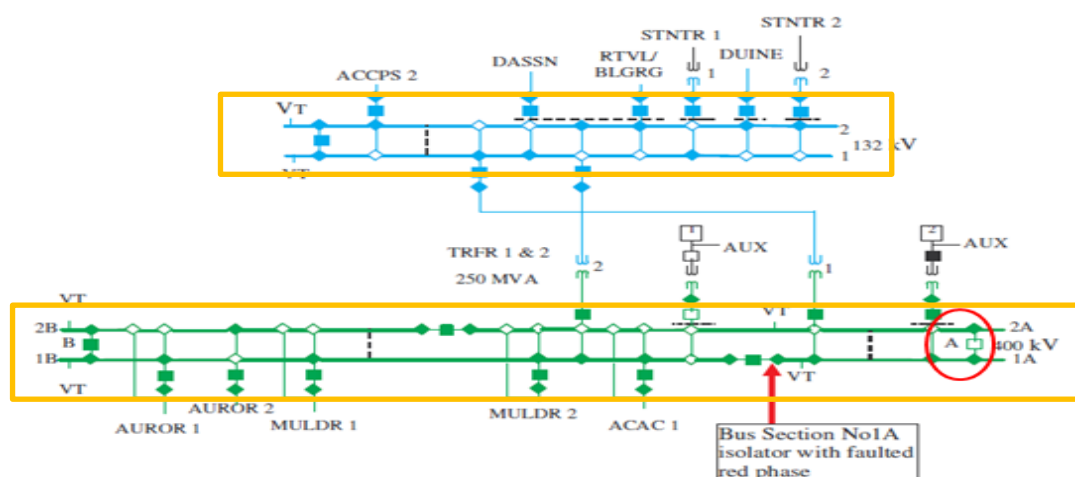 STNTR 2
STNTR 1
DASSN
RTVL/
BLGRG
DUINE
ACCPS 2
1
2
VT
2
132 kV
1
VT
TRFR 1 & 2
250 MVA
2
1
AUX
1
2
AUX
VT
VT
2B
2A
B
A
400 kV
1B
1A
VT
VT
AUROR 1
AUROR 2
MULDR 1
MULDR 2
ACAC 1
Bus Section No1A
isolator with faulted
red phase